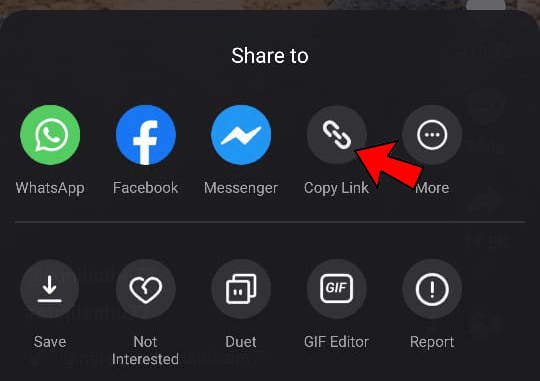 Share to
WhatsApp
Facebook
Messenger
Copy Link
More
GIF
Save
Not
Interested
Duet
GIF Editor
Report